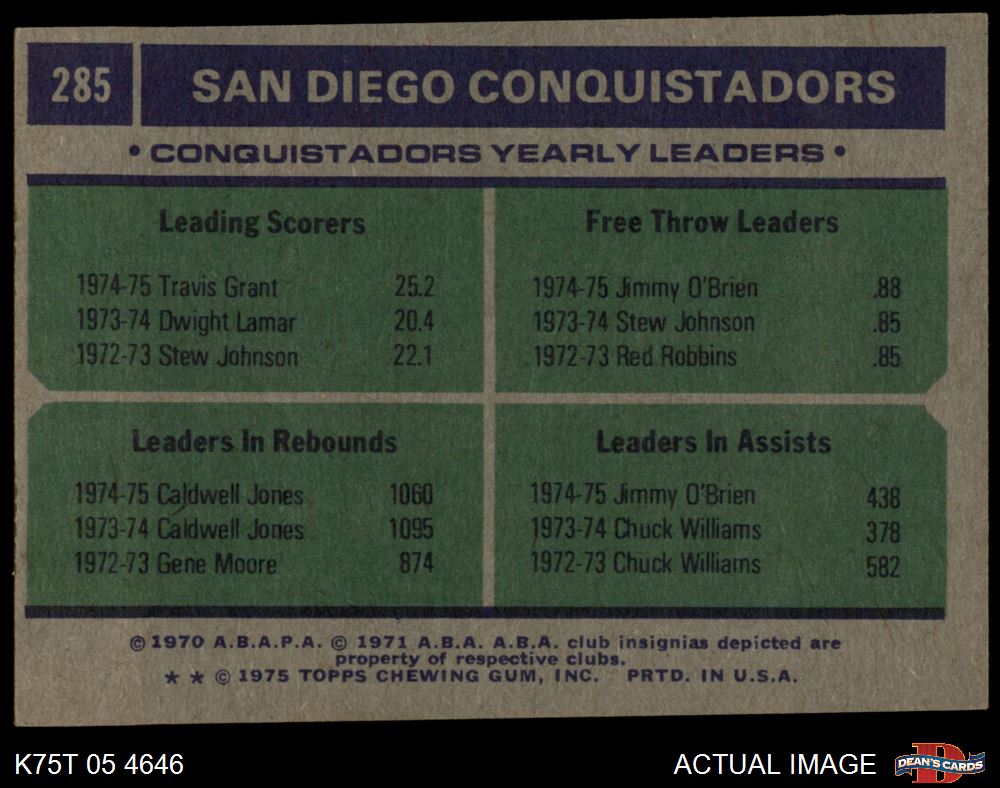 285
SAN DIEGO CONQUISTADORS
• CONQUISTADORS YEARLY LEADERS •
Leading Scorers
1974-75 Travis Grant 25.2
1973-74 Dwight Lamar 20.4
1972-73 Stew Johnson 22.1
Free Throw Leaders
1974-75 Jimmy O'Brien .88
1973-74 Stew Johnson .85
1972-73 Red Robbins .85
Leaders In Rebounds
1974-75 Caldwell Jones 1060
1973-74 Caldwell Jones 1095
1972-73 Gene Moore 874
Leaders In Assists
1974-75 Jimmy O'Brien 438
1973-74 Chuck Williams 378
1972-73 Chuck Williams 582
© 1970 A.B.A.P.A. © 1971 A.B.A. A.B.A. club insignias depicted are
property of respective clubs.
★ ★ © 1975 TOPPS CHEWING GUM, INC. PRTD. IN U.S.A.
K75T 05 4646
ACTUAL IMAGE
D
DEAN'S CARDS